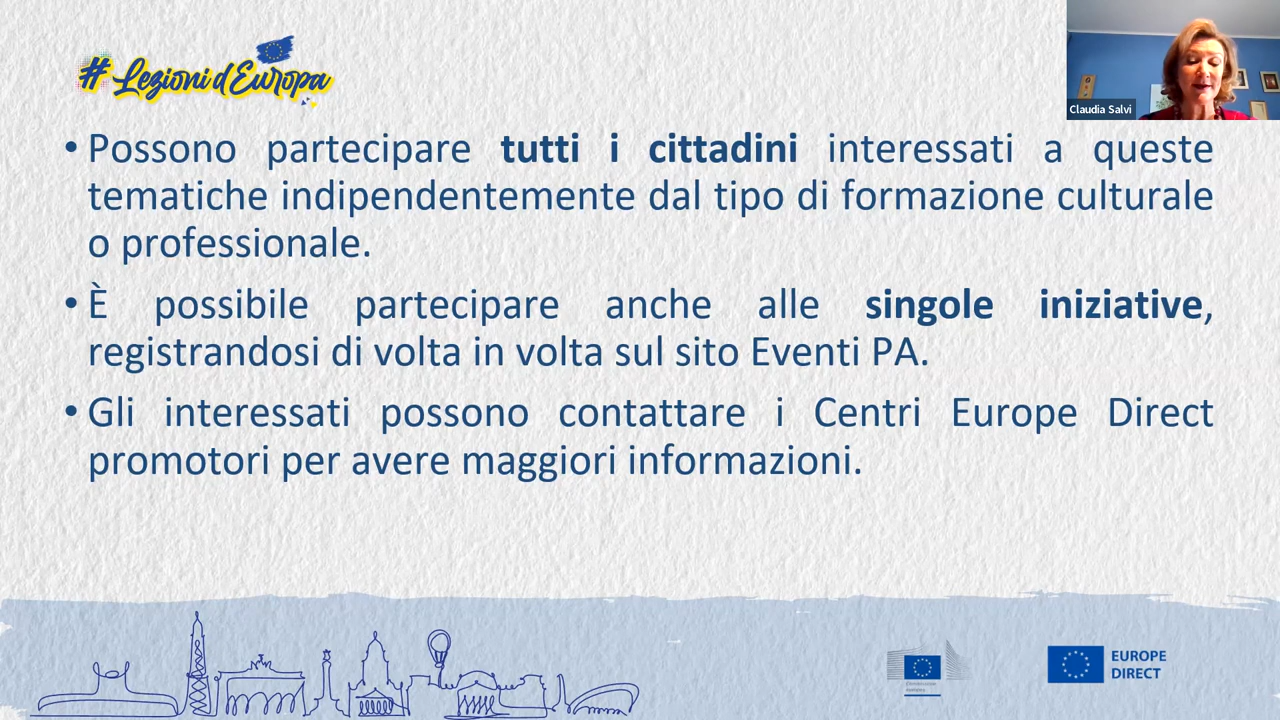 # Lezioni d'Europa
Claudia Salvi
• Possono partecipare tutti i cittadini interessati a queste
tematiche indipendentemente dal tipo di formazione culturale
o professionale.
• È possibile partecipare anche alle singole iniziative,
registrandosi di volta in volta sul sito Eventi PA.
• Gli interessati possono contattare i Centri Europe Direct
promotori per avere maggiori informazioni.
EUROPE
DIRECT